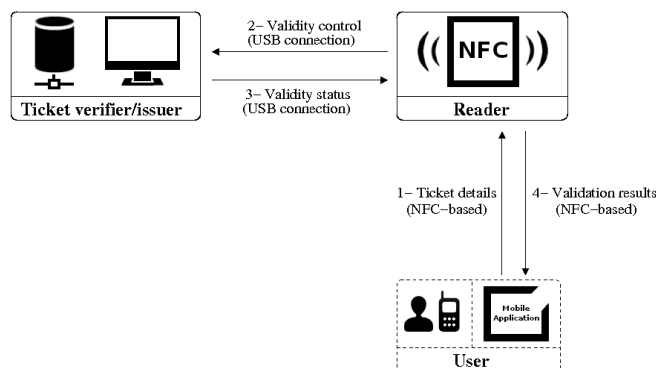 2− Validity control
(USB connection)
NFC
3− Validity status
(USB connection)
Ticket verifier/issuer
Reader
1− Ticket details
(NFC−based)
4− Validation results
(NFC−based)
Mobile
Application
User